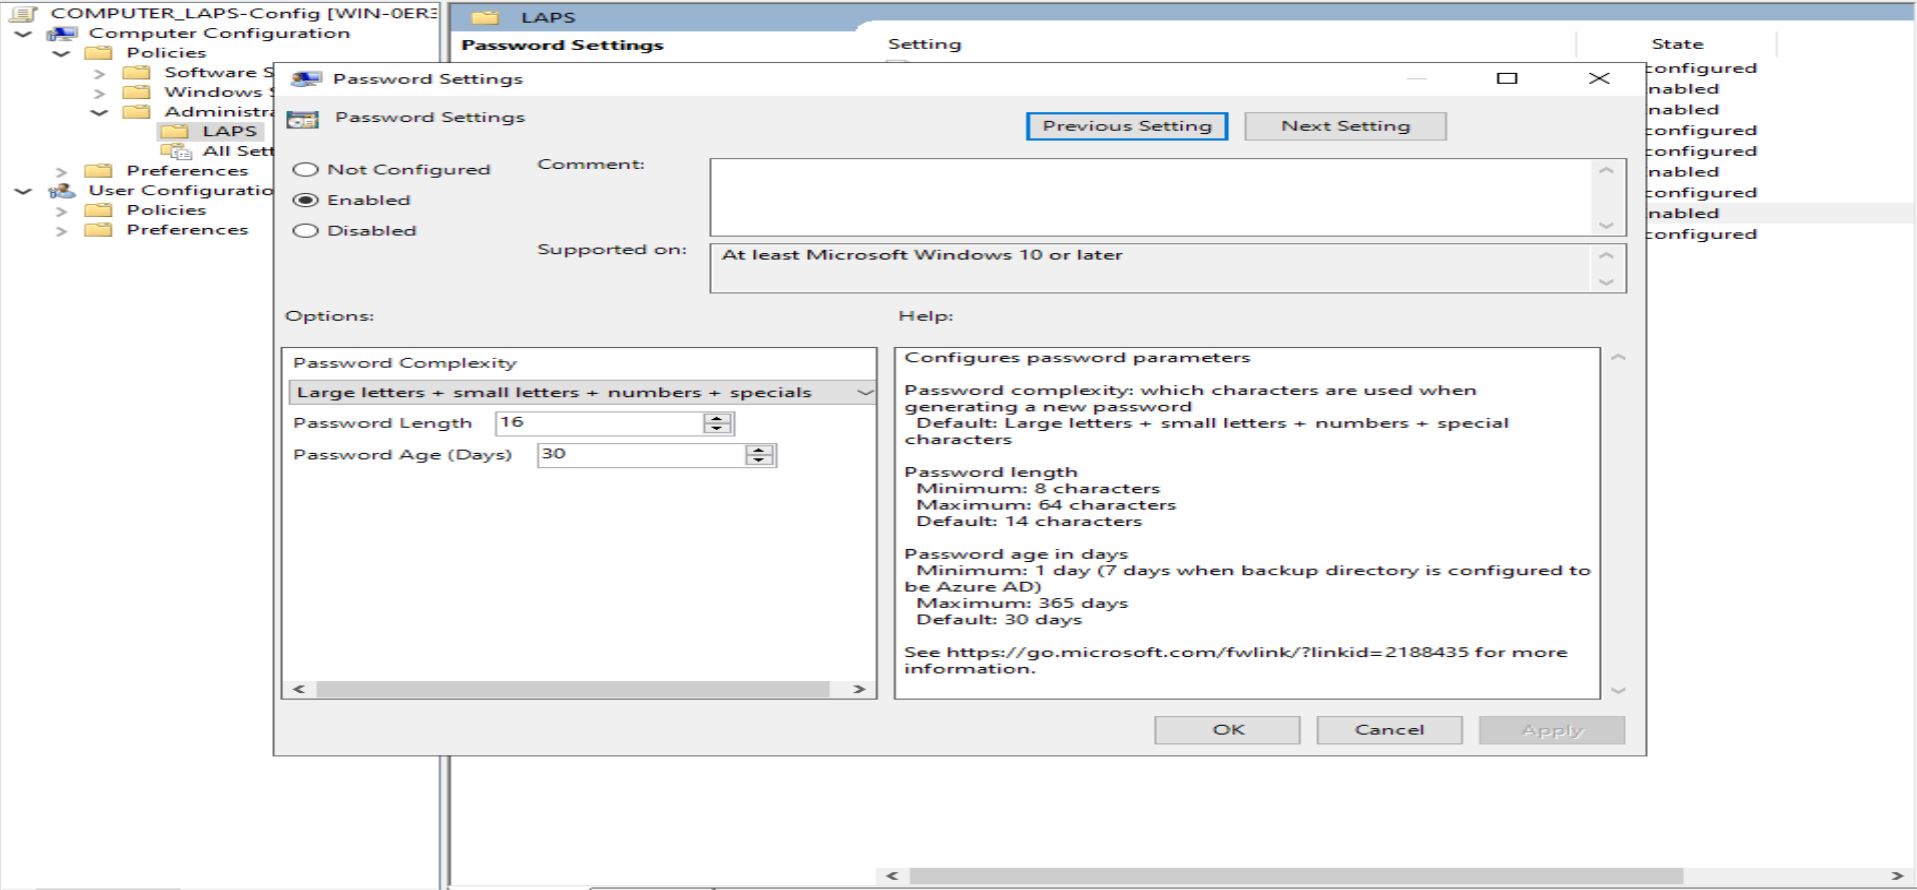 COMPUTER_LAPS-Config [WIN-0ER3
Computer Configuration
Policies
Software S
Windows S
Administra
LAPS
All Sett
Preferences
User Configuratio
Policies
Preferences
LAPS
Password Settings
Setting
State
configured
nabled
nabled
configured
configured
nabled
configured
nabled
configured
Password Settings
Password Settings
Previous Setting
Next Setting
Not Configured
Enabled
Disabled
Comment:
Supported on:
At least Microsoft Windows 10 or later
Options:
Help:
Password Complexity
Large letters + small letters + numbers + specials
Password Length 16
Password Age (Days) 30
Configures password parameters
Password complexity: which characters are used when
generating a new password
Default: Large letters + small letters + numbers + special
characters
Password length
Minimum: 8 characters
Maximum: 64 characters
Default: 14 characters
Password age in days
Minimum: 1 day (7 days when backup directory is configured to
be Azure AD)
Maximum: 365 days
Default: 30 days
See https://go.microsoft.com/fwlink/?linkid=2188435 for more
information.
OK
Cancel
Apply